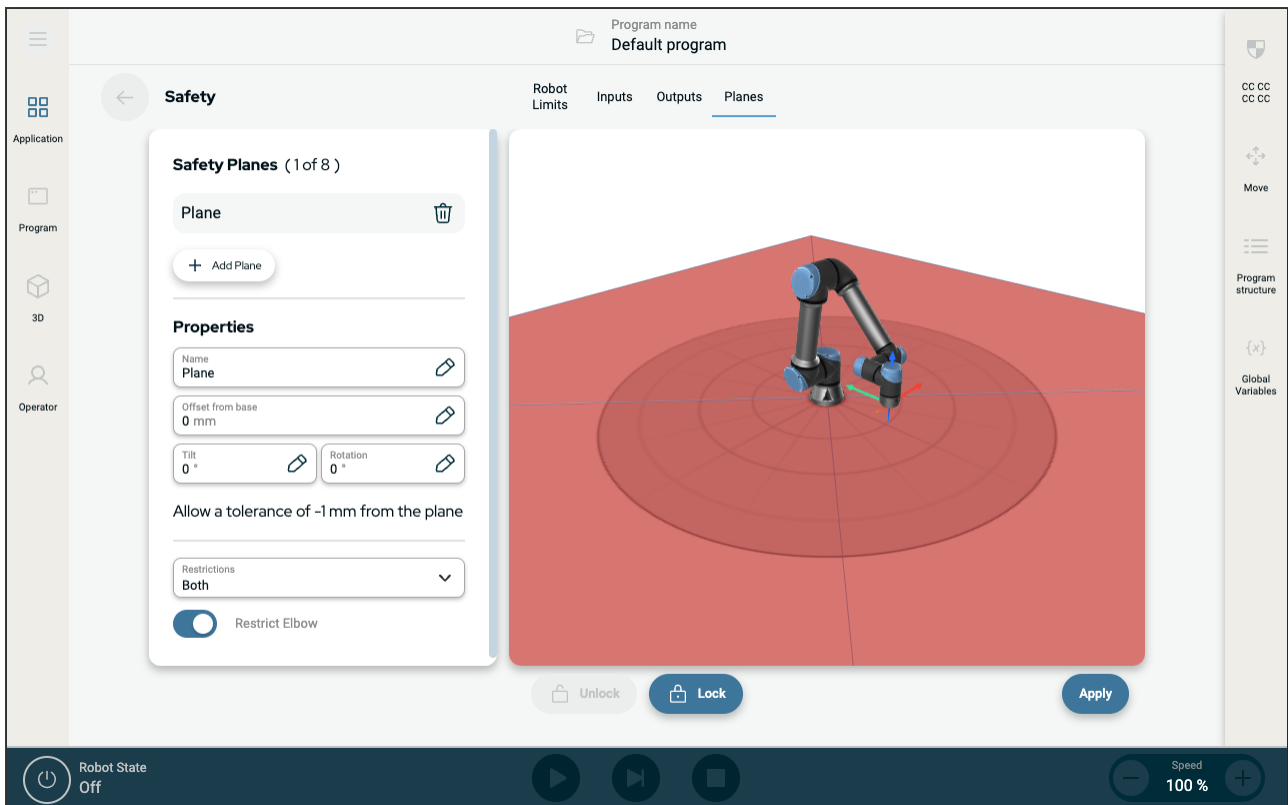 Program name
Default program
Application
Program
3D
Operator
Safety
Robot
Limits
Inputs
Outputs
Planes
Safety Planes ( 1 of 8 )
Plane
Add Plane
Properties
Name
Plane
Offset from base
0 mm
Tilt
0 °
Rotation
0 °
Allow a tolerance of -1 mm from the plane
Restrictions
Both
Restrict Elbow
Unlock
Lock
Apply
CC CC
CC CC
Move
Program
structure
{x}
Global
Variables
Robot State
Off
Speed
100 %